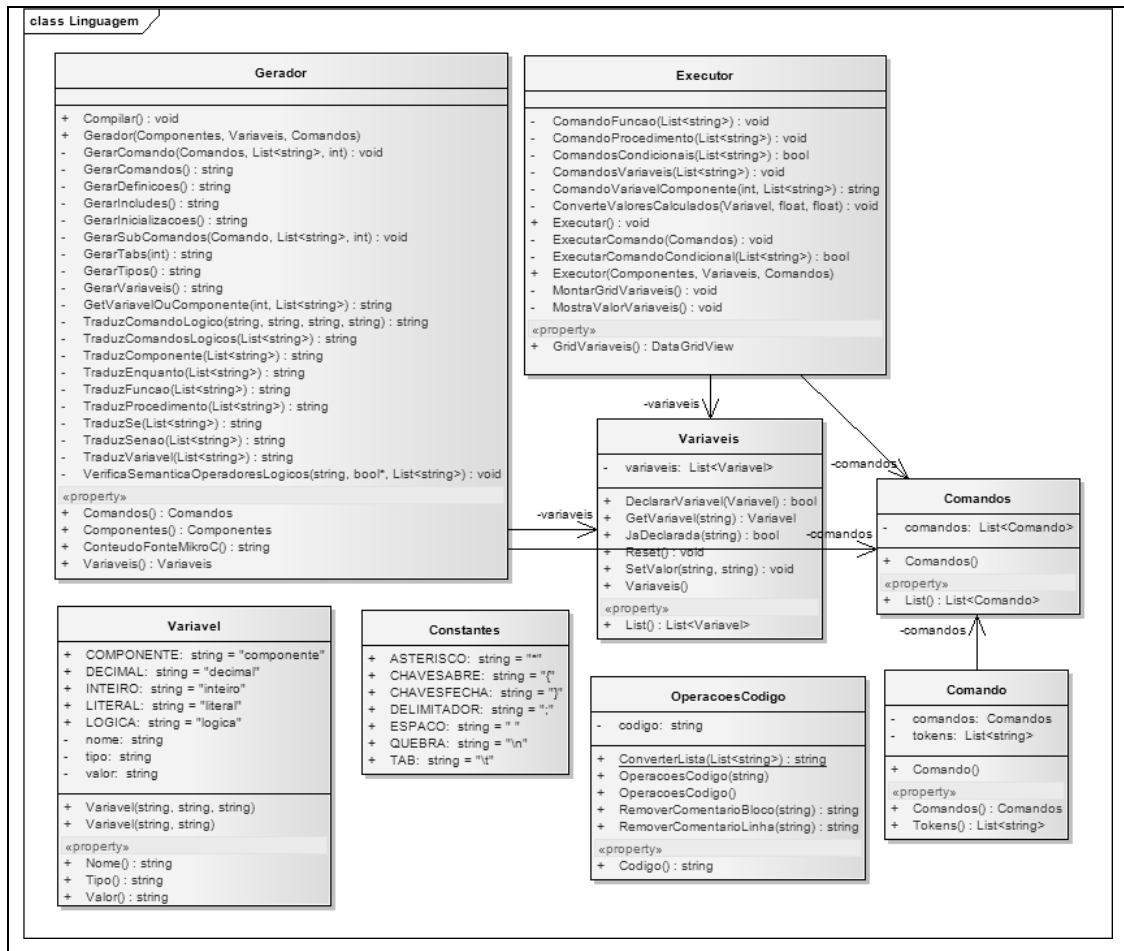 class Linguagem
Gerador
+ Compilar() : void
+ Gerador(Componentes, Variaveis, Comandos)
- GerarComando(Comandos, List<string>, int) : void
- GerarComandos() : string
- GerarDefinicoes() : string
- GerarIncludes() : string
- GerarInicializacoes() : string
- GerarSubComandos(Comando, List<string>, int) : void
- GerarTabs(int) : string
- GerarTipos() : string
- GerarVariaveis() : string
- GetVariavelOuComponente(int, List<string>) : string
- TraduzComandoLogico(string, string, string, string) : string
- TraduzComandosLogicos(List<string>) : string
- TraduzComponente(List<string>) : string
- TraduzEnquanto(List<string>) : string
- TraduzFuncao(List<string>) : string
- TraduzProcedimento(List<string>) : string
- TraduzSe(List<string>) : string
- TraduzSenao(List<string>) : string
- TraduzVariavel(List<string>) : string
- VerificaSemanticaOperadoresLogicos(string, bool*, List<string>) : void
«property»
+ Comandos() : Comandos
+ Componentes() : Componentes
+ ConteudoFonteMikroC() : string
+ Variaveis() : Variaveis
Executor
- ComandoFuncao(List<string>) : void
- ComandoProcedimento(List<string>) : void
- ComandosCondicionais(List<string>) : bool
- ComandosVariaveis(List<string>) : void
- ComandoVariavelComponente(int, List<string>) : string
- ConverteValoresCalculados(Variavel, float, float) : void
+ Executar() : void
- ExecutarComando(Comandos) : void
- ExecutarComandoCondicional(List<string>) : bool
+ Executor(Componentes, Variaveis, Comandos)
- MontarGridVariaveis() : void
- MostraValorVariaveis() : void
«property»
+ GridVariaveis() : DataGridView
-variaveis
-comandos
Variaveis
- variaveis: List<Variavel>
+ DeclararVariavel(Variavel) : bool
+ GetVariavel(string) : Variavel
+ JaDeclarada(string) : bool
+ Reset() : void
+ SetValor(string, string) : void
+ Variaveis()
«property»
+ List() : List<Variavel>
-variaveis
-comandos
Comandos
- comandos: List<Comando>
+ Comandos()
«property»
+ List() : List<Comando>
-comandos
Variavel
+ COMPONENTE: string = "componente"
+ DECIMAL: string = "decimal"
+ INTEIRO: string = "inteiro"
+ LITERAL: string = "literal"
+ LOGICA: string = "logica"
- nome: string
- tipo: string
- valor: string
+ Variavel(string, string, string)
+ Variavel(string, string)
«property»
+ Nome() : string
+ Tipo() : string
+ Valor() : string
Constantes
+ ASTERISCO: string = "*"
+ CHAVESABRE: string = "{"
+ CHAVESFECHA: string = "}"
+ DELIMITADOR: string = ";"
+ ESPACO: string = " "
+ QUEBRA: string = "\n"
+ TAB: string = "\t"
OperacoesCodigo
- codigo: string
+ ConverterLista(List<string>) : string
+ OperacoesCodigo(string)
+ OperacoesCodigo()
+ RemoverComentarioBloco(string) : string
+ RemoverComentarioLinha(string) : string
«property»
+ Codigo() : string
Comando
- comandos: Comandos
- tokens: List<string>
+ Comando()
«property»
+ Comandos() : Comandos
+ Tokens() : List<string>